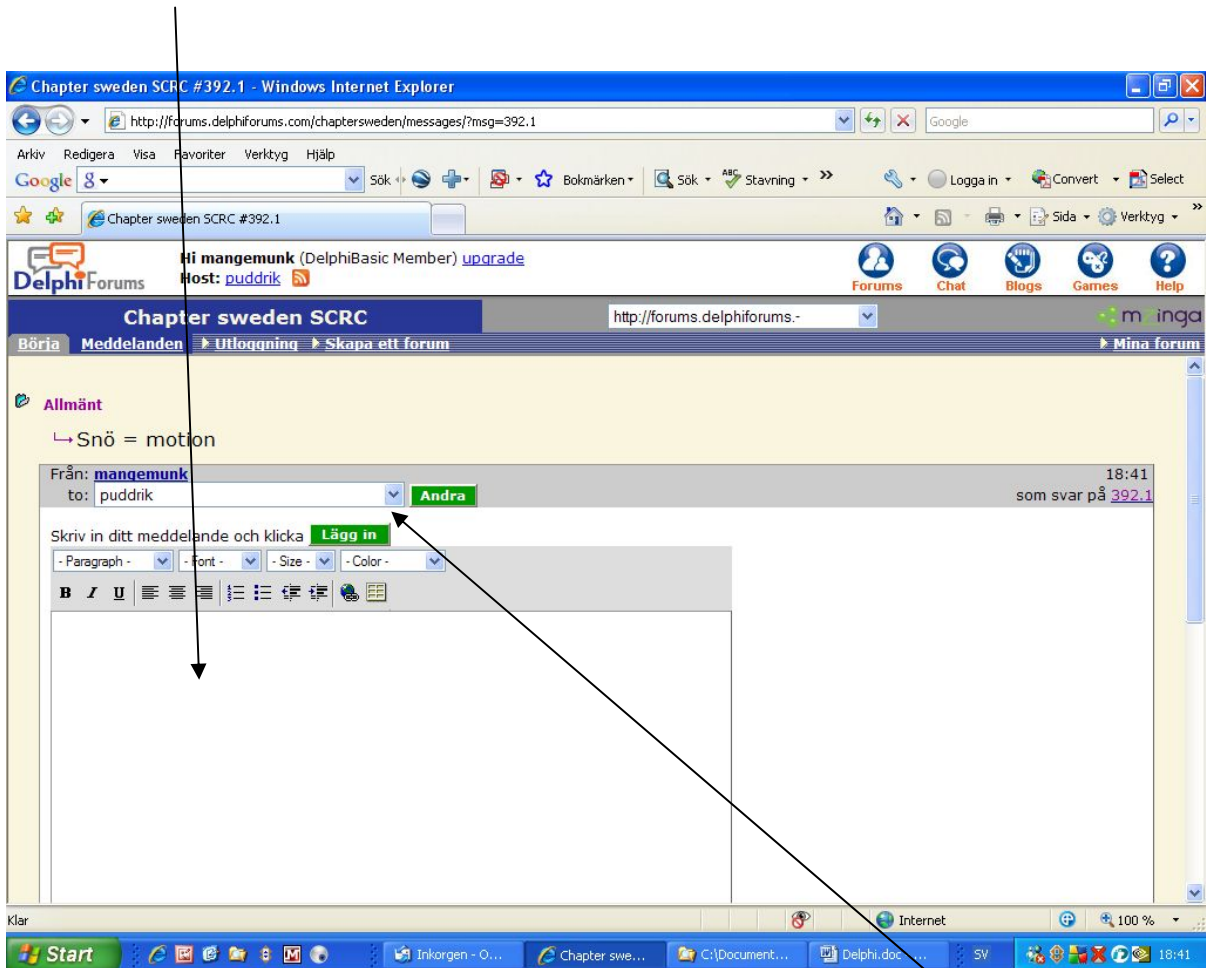 Chapter sweden SCRC #392.1 - Windows Internet Explorer
http://forums.delphiforums.com/chaptersweden/messages/?msg=392.1 Google
Arkiv Redigera Visa Favoriter Verktyg Hjälp
Google Sök Bokmärken Sök ABC Stavning Logga in Convert Select
Chapter sweden SCRC #392.1 Sida Verktyg
DelphiForums Hi mangemunk (DelphiBasic Member) upgrade
Host: puddrik
Forums Chat Blogs Games Help
Chapter sweden SCRC http://forums.delphiforums.- mzinga
Börja Meddelanden Utloggning Skapa ett forum Mina forum
Allmänt
Snö = motion
Från: mangemunk 18:41
to: puddrik Andra som svar på 392.1
Skriv in ditt meddelande och klicka Lägg in
- Paragraph - - Font - - Size - - Color -
B I U
Klar Internet 100 %
Start Inkorgen - O... Chapter swe... C:\Document... Delphi.doc ... SV 18:41